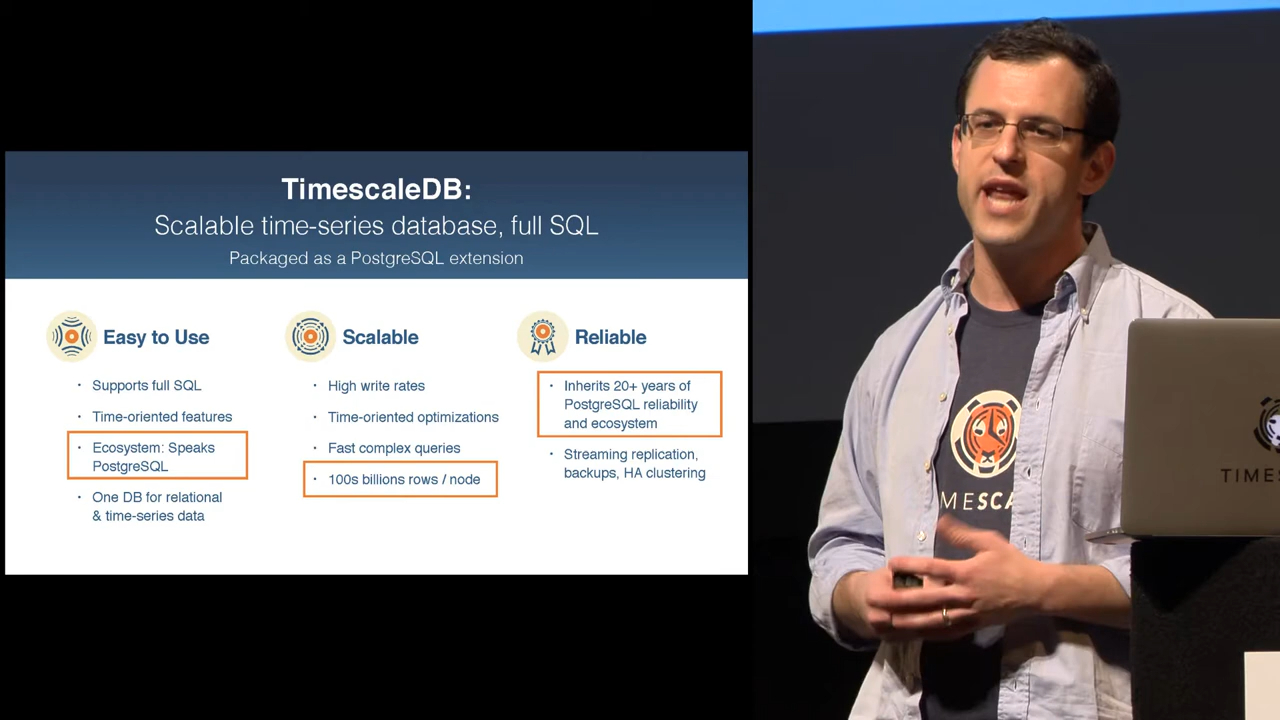 TimescaleDB:
Scalable time-series database, full SQL
Packaged as a PostgreSQL extension
Easy to Use
· Supports full SQL
· Time-oriented features
· Ecosystem: Speaks
PostgreSQL
· One DB for relational
& time-series data
Scalable
· High write rates
· Time-oriented optimizations
· Fast complex queries
· 100s billions rows / node
Reliable
· Inherits 20+ years of
PostgreSQL reliability
and ecosystem
· Streaming replication,
backups, HA clustering
MESCA
TIMES